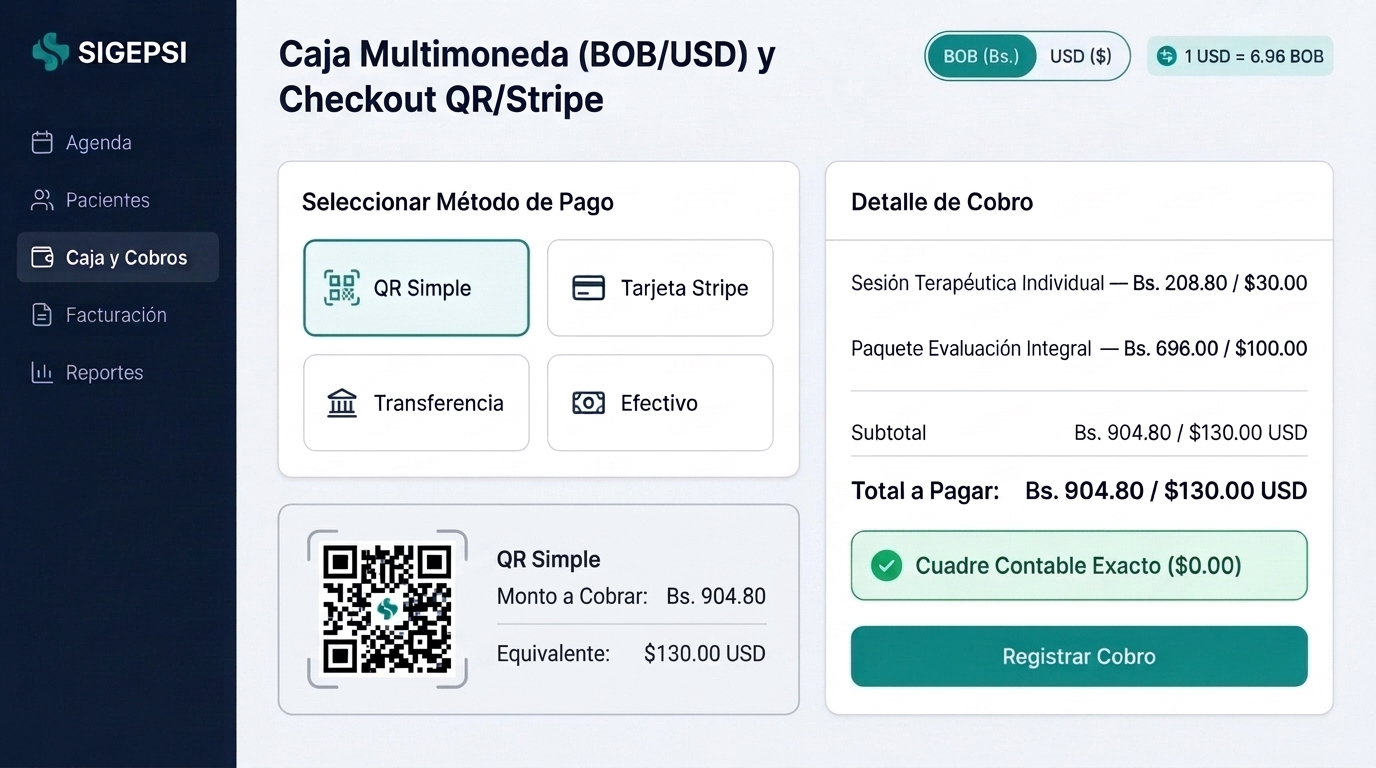 SIGEPSI
Agenda
Pacientes
Caja y Cobros
Facturación
Reportes
Caja Multimoneda (BOB/USD) y
Checkout QR/Stripe
BOB (Bs.)
USD ($)
1 USD = 6.96 BOB
Seleccionar Método de Pago
QR Simple
Tarjeta Stripe
Transferencia
Efectivo
QR Simple
Monto a Cobrar: Bs. 904.80
Equivalente: $130.00 USD
Detalle de Cobro
Sesión Terapéutica Individual — Bs. 208.80 / $30.00
Paquete Evaluación Integral — Bs. 696.00 / $100.00
Subtotal Bs. 904.80 / $130.00 USD
Total a Pagar: Bs. 904.80 / $130.00 USD
Cuadre Contable Exacto ($0.00)
Registrar Cobro